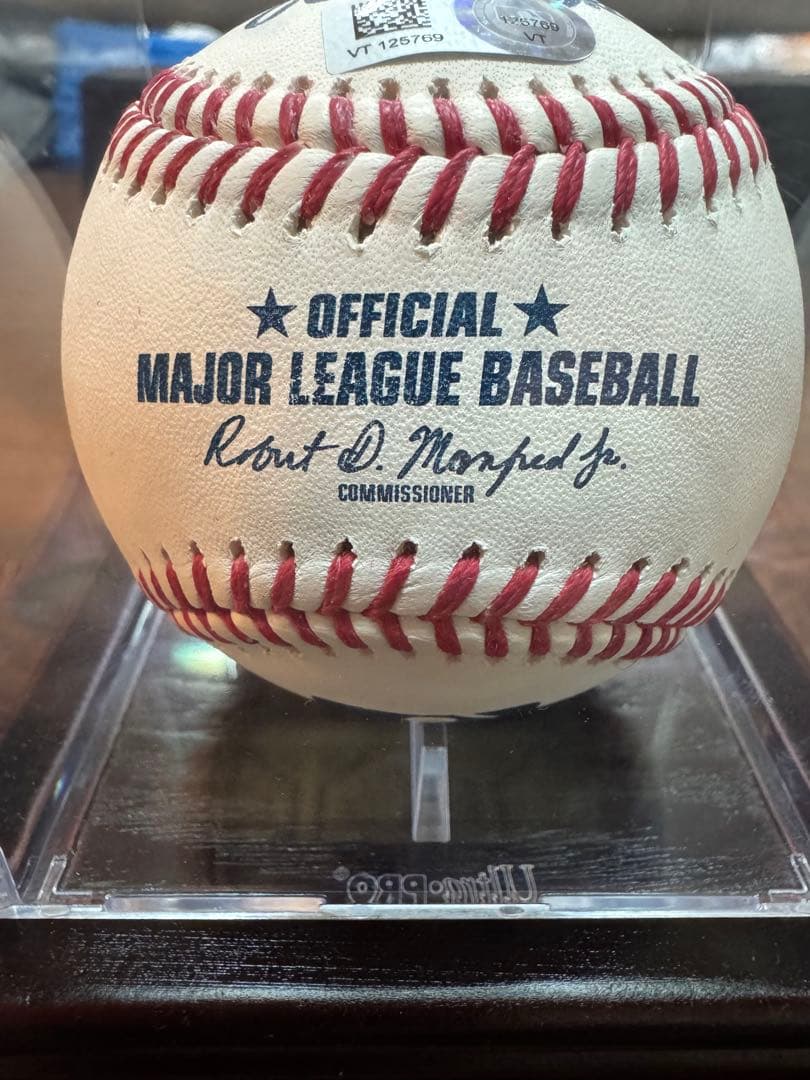 VT 125769
125769
VT
★ OFFICIAL ★
MAJOR LEAGUE BASEBALL
Robert D. Manfred Jr.
COMMISSIONER
Ultra•PRO®